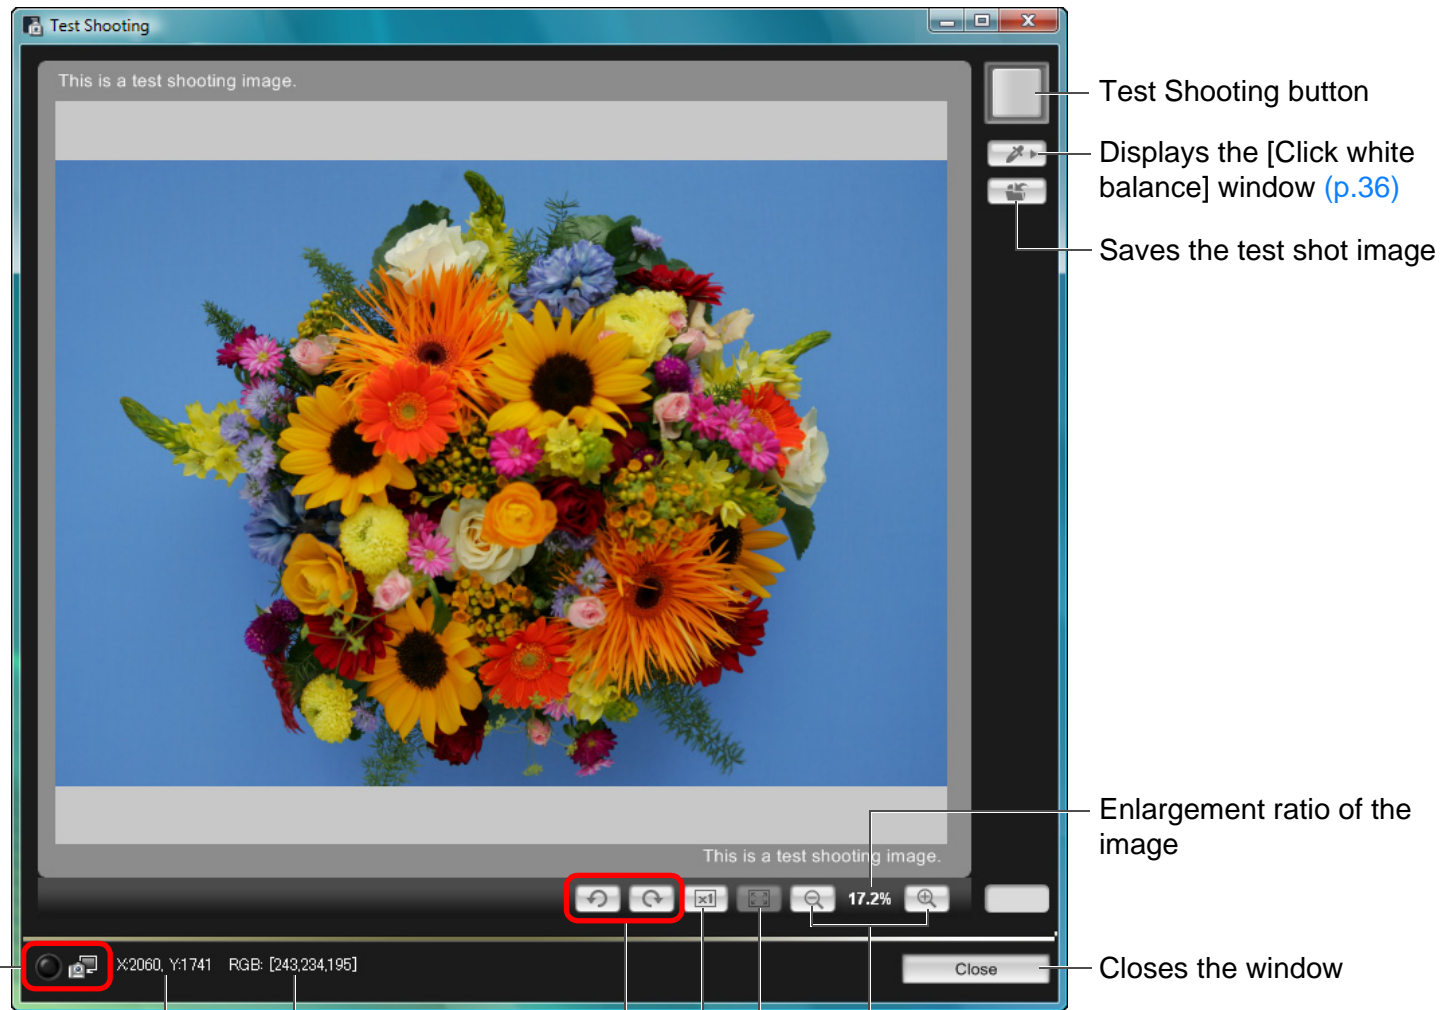 Test Shooting
This is a test shooting image.
Test Shooting button
Displays the [Click white
balance] window (p.36)
Saves the test shot image
Enlargement ratio of the
image
This is a test shooting image.
x1
17.2%
X:2060, Y:1741 RGB: [243,234,195]
Close
Closes the window